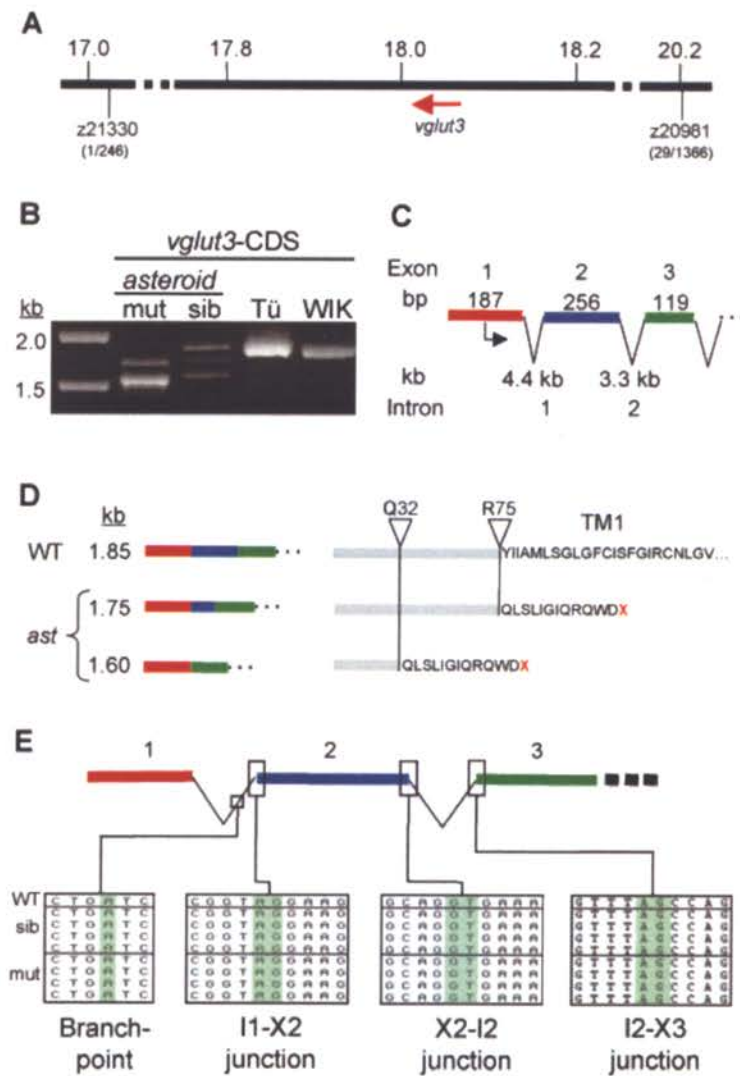 A
17.0 17.8 18.0 18.2 20.2
z21330
(1/246)
vglut3
z20981
(29/1366)
B
vglut3-CDS
asteroid
kb mut sib Tü WIK
2.0
1.5
C
Exon 1 2 3
bp 187 256 119
kb 4.4 kb 3.3 kb
Intron 1 2
D
kb
Q32 R75 TM1
WT 1.85 YIIAMLSGLGFCISFGIRCNLGV...
ast
1.75 QLSLIGIQRQWDX
1.60 QLSLIGIQRQWDX
E
1 2 3
WT
sib
mut
C T G A T C
C T G A T C
C T G A T C
C T G A T C
C T G A T C
C T G A T C
C T G A T C
C G G T A G G A A G
C G G T A G G A A G
C G G T A G G A A G
C G G T A G G A A G
C G G T A G G A A G
C G G T A G G A A G
C G G T A G G A A G
G C A G G T G A A A
G C A G G T G A A A
G C A G G T G A A A
G C A G G T G A A A
G C A G G T G A A A
G C A G G T G A A A
G C A G G T G A A A
G T T T A G C C A G
G T T T A G C C A G
G T T T A G C C A G
G T T T A G C C A G
G T T T A G C C A G
G T T T A G C C A G
G T T T A G C C A G
Branch-
point
I1-X2
junction
X2-I2
junction
I2-X3
junction